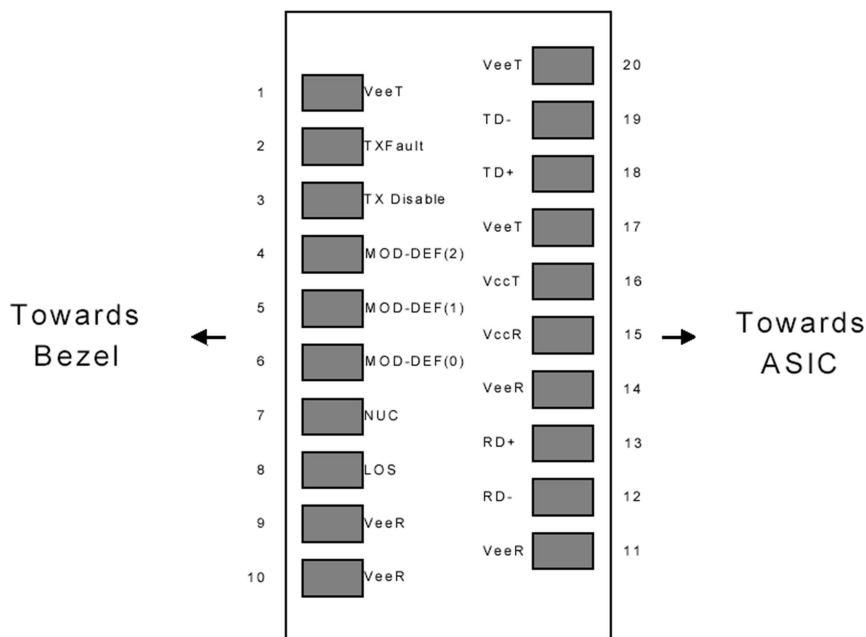 VeeT 20
1 VeeT
TD- 19
2 TXFault
TD+ 18
3 TX Disable
VeeT 17
4 MOD-DEF(2)
VccT 16
5 MOD-DEF(1)
VccR 15
6 MOD-DEF(0)
VeeR 14
7 NUC
RD+ 13
8 LOS
RD- 12
9 VeeR
VeeR 11
10 VeeR
Towards
Bezel
Towards
ASIC